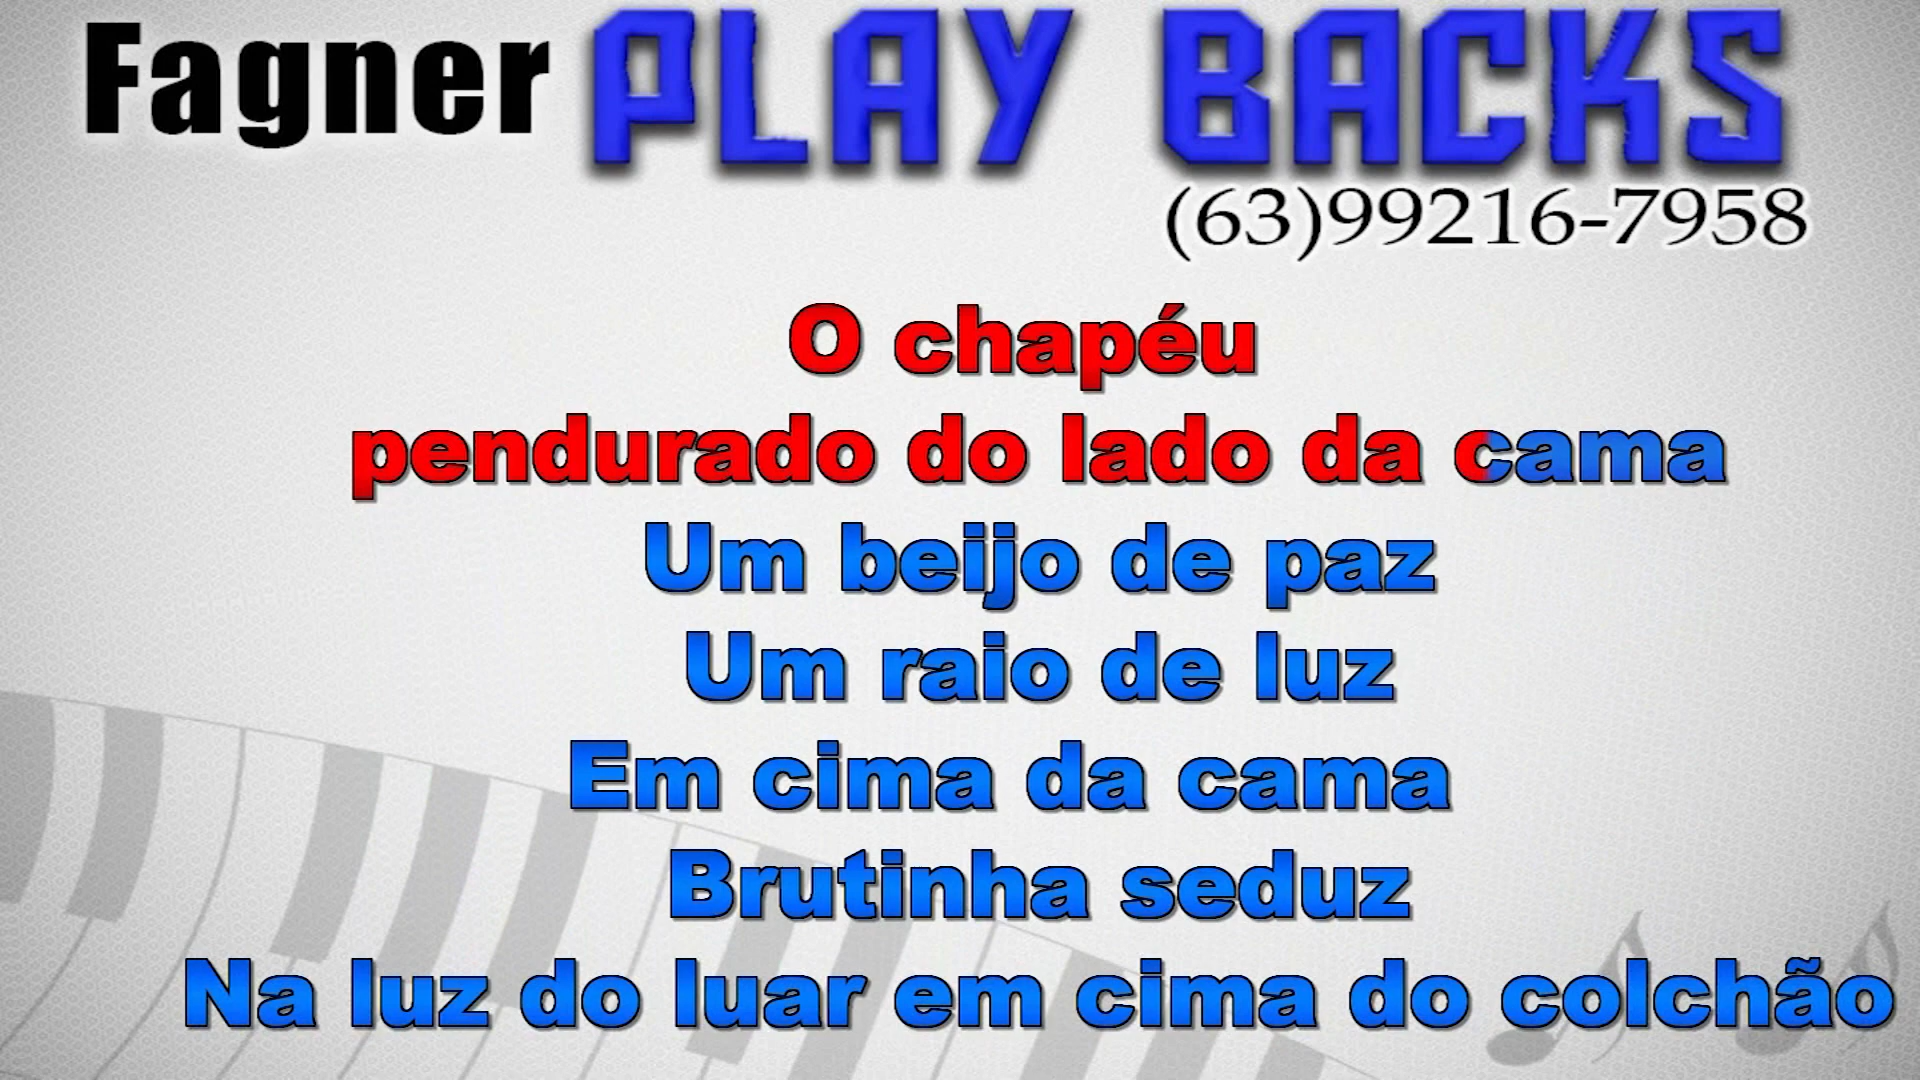 Fagner PLAY BACKS
(63)99216-7958
O chapéu
pendurado do lado da cama
Um beijo de paz
Um raio de luz
Em cima da cama
Brutinha seduz
Na luz do luar em cima do colchão